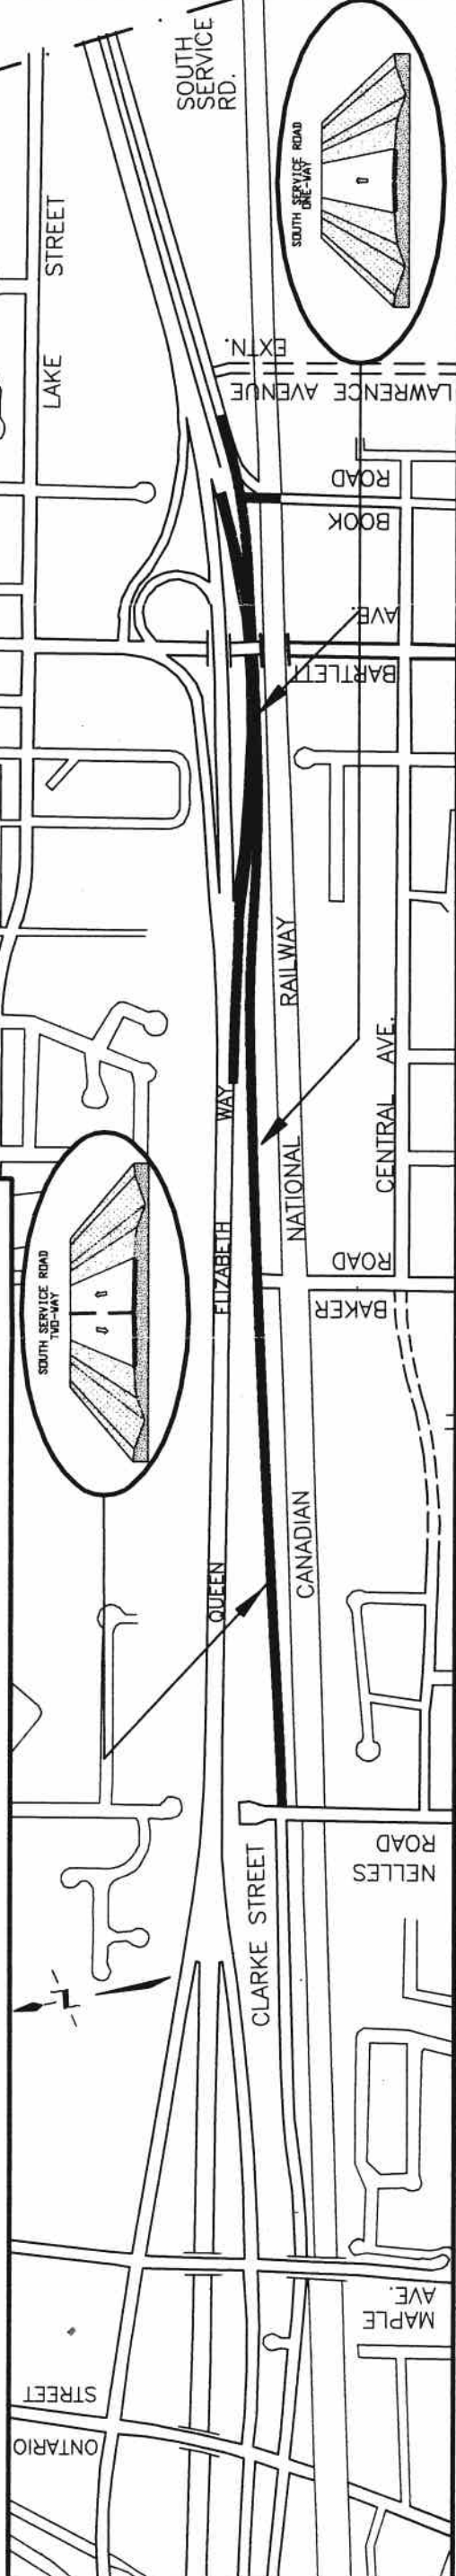 SOUTH
SERVICE
RD.
LAKE STREET
SOUTH SERVICE ROAD
ONE-WAY
LAWRENCE AVENUE
EXTN.
BOOK ROAD
BARTLETT AVE.
QUEEN ELIZABETH WAY
CANADIAN NATIONAL RAILWAY
CENTRAL AVE.
SOUTH SERVICE ROAD
TWO-WAY
BAKER ROAD
NELLES
ROAD
CLARKE STREET
N
MAPLE
AVE.
ONTARIO STREET